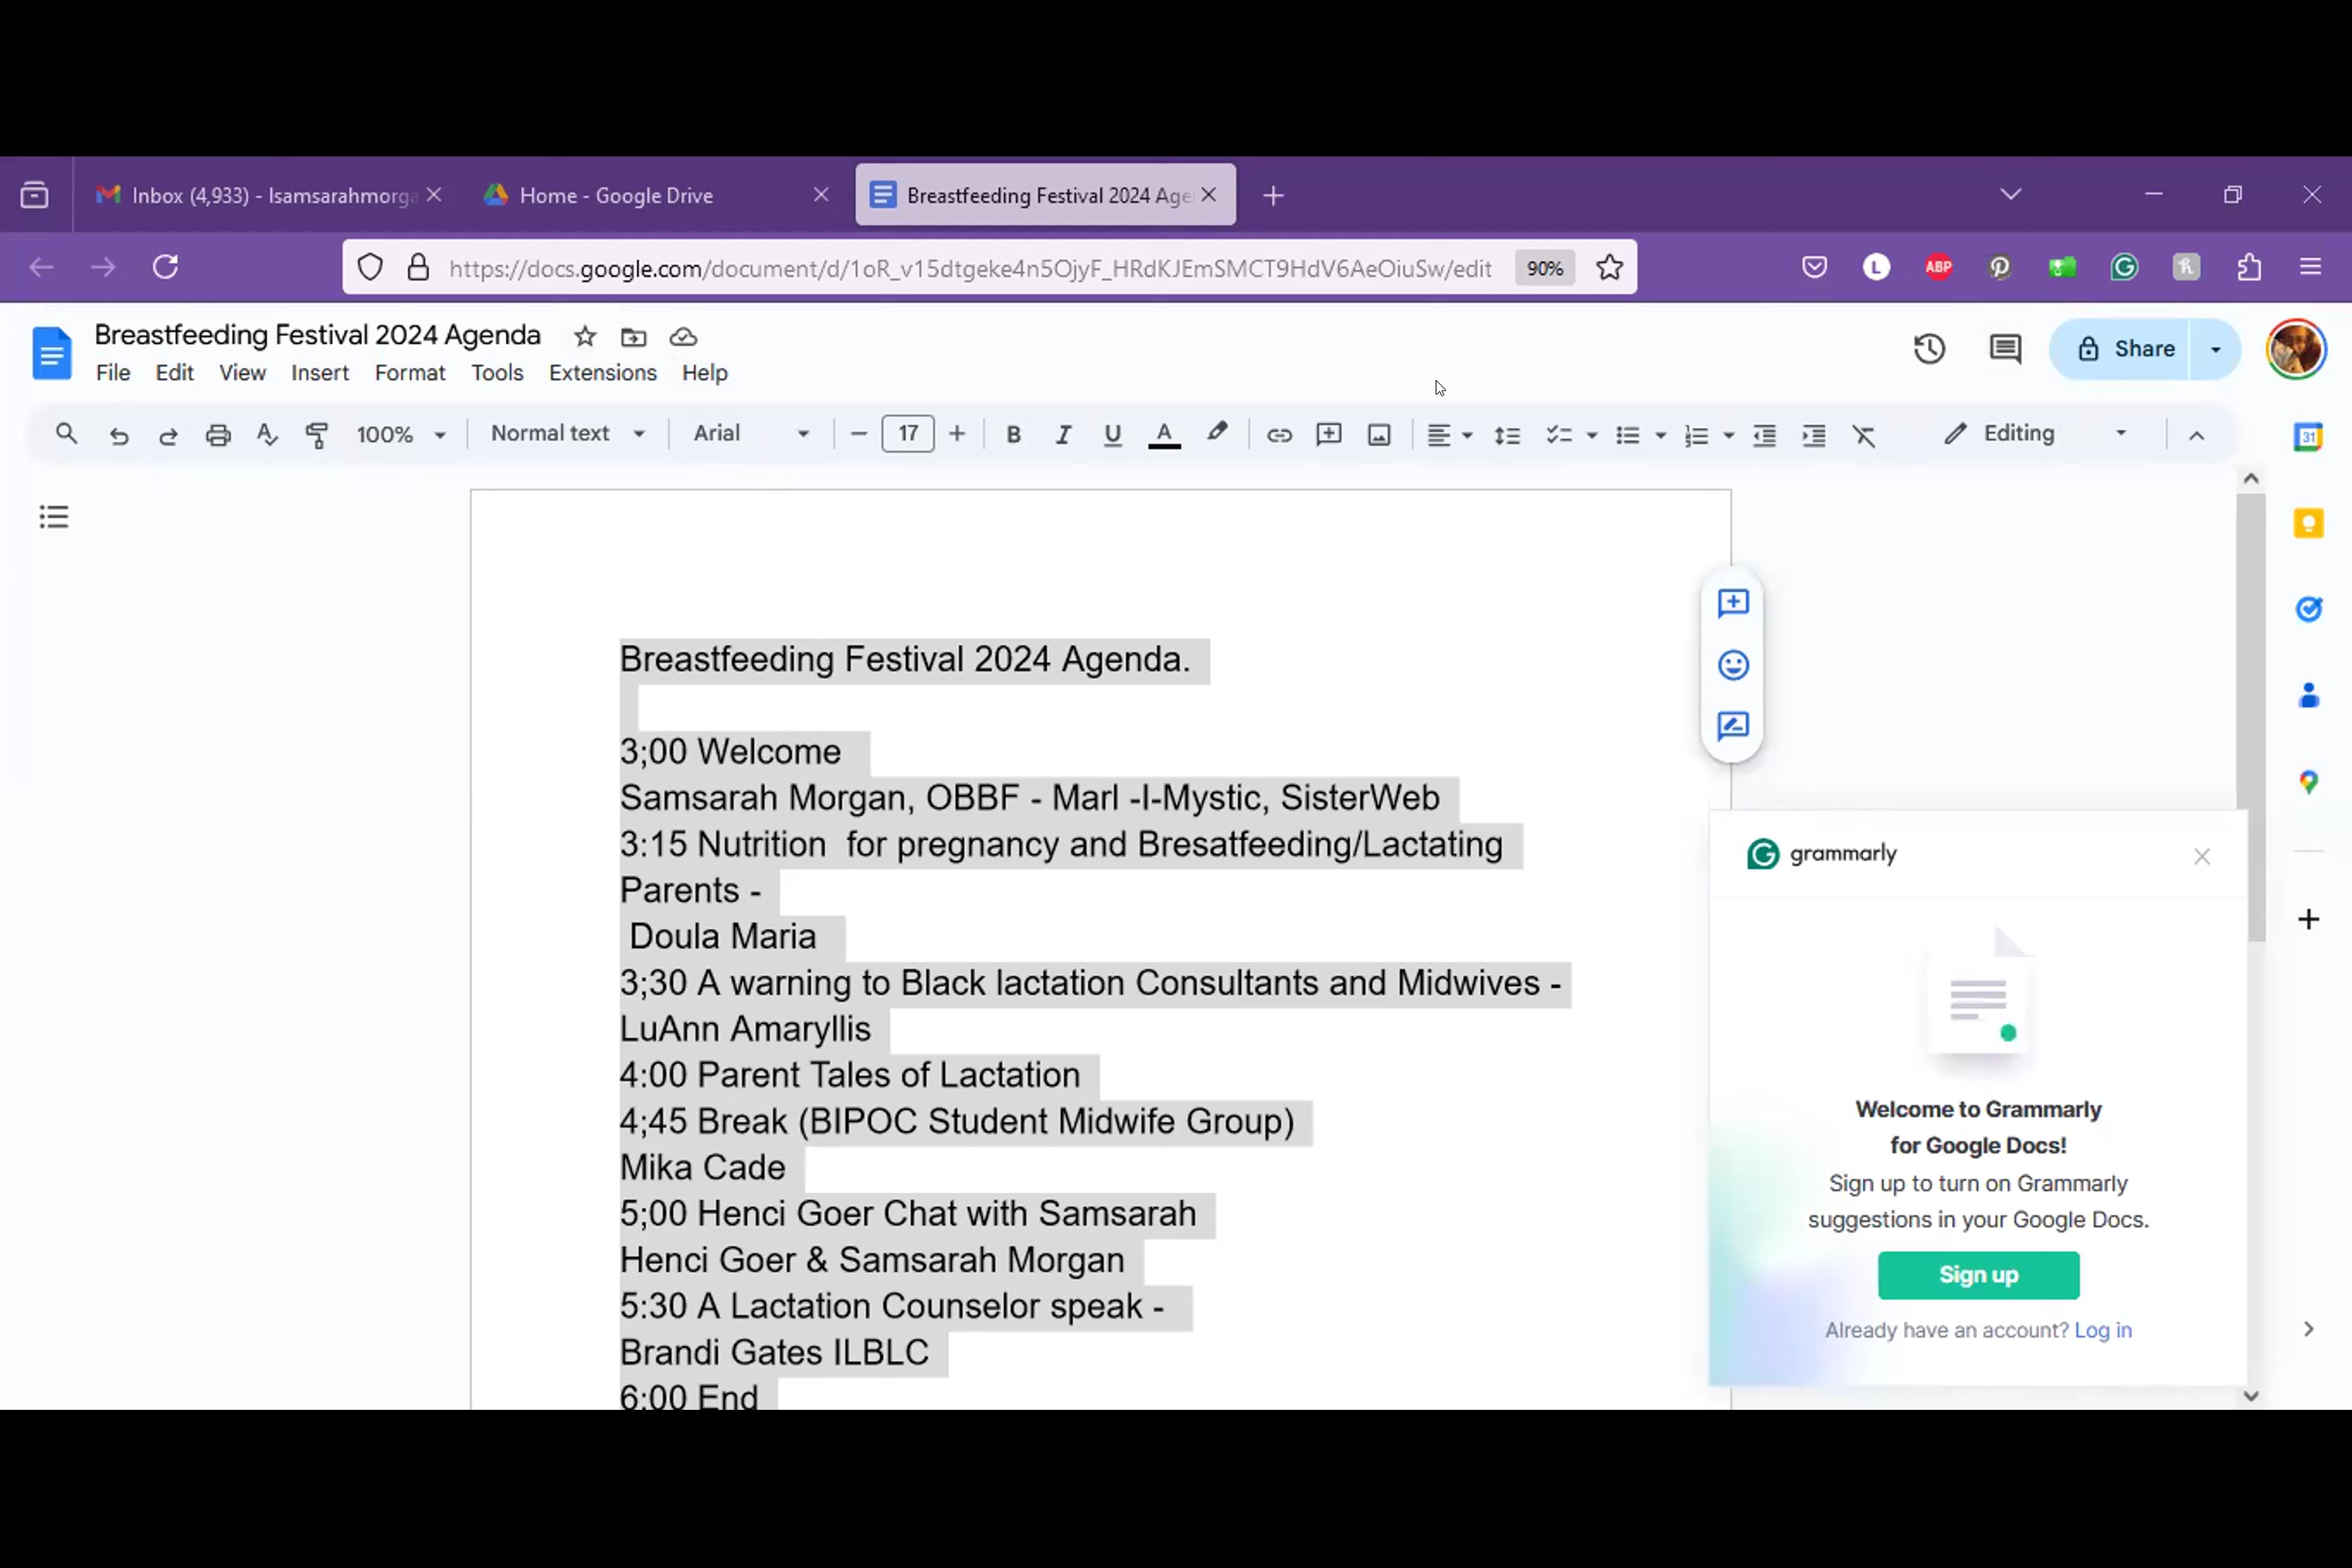 Inbox (4,933) - lsamsarahmorga
Home - Google Drive
Breastfeeding Festival 2024 Age
https://docs.google.com/document/d/1oR_v15dtgeke4n5OjyF_HRdKJEmSMCT9HdV6AeOiuSw/edit
90%
L
ABP
Breastfeeding Festival 2024 Agenda
File Edit View Insert Format Tools Extensions Help
Share
100%
Normal text
Arial
17
B I U A
Editing
31
Breastfeeding Festival 2024 Agenda.
3;00 Welcome
Samsarah Morgan, OBBF - Marl -I-Mystic, SisterWeb
3:15 Nutrition  for pregnancy and Bresatfeeding/Lactating
Parents -
Doula Maria
3;30 A warning to Black lactation Consultants and Midwives -
LuAnn Amaryllis
4:00 Parent Tales of Lactation
4;45 Break (BIPOC Student Midwife Group)
Mika Cade
5;00 Henci Goer Chat with Samsarah
Henci Goer & Samsarah Morgan
5:30 A Lactation Counselor speak -
Brandi Gates ILBLC
6:00 End
grammarly
Welcome to Grammarly
for Google Docs!
Sign up to turn on Grammarly
suggestions in your Google Docs.
Sign up
Already have an account? Log in